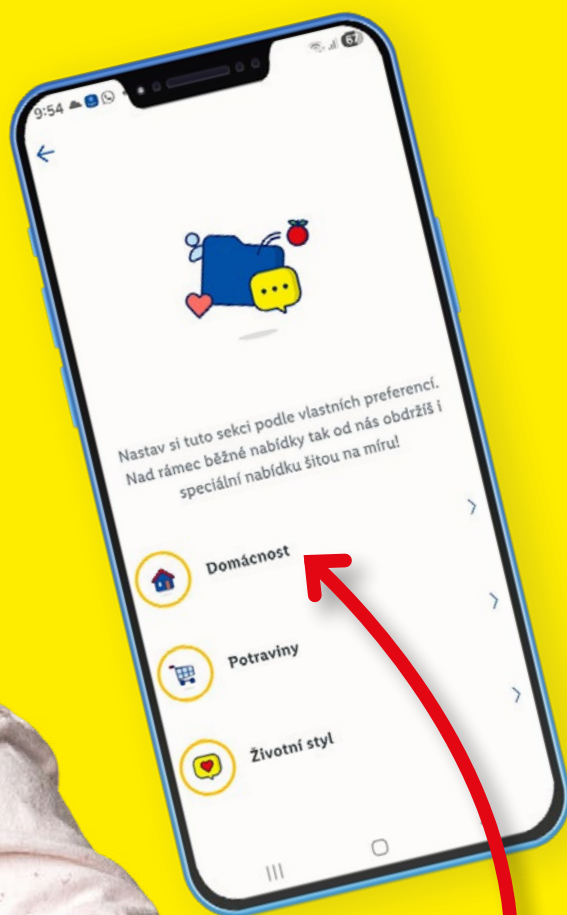 9:54
67
Nastav si tuto sekci podle vlastních preferencí.
Nad rámec běžné nabídky tak od nás obdržíš i
speciální nabídku šitou na míru!
Domácnost
Potraviny
Životní styl